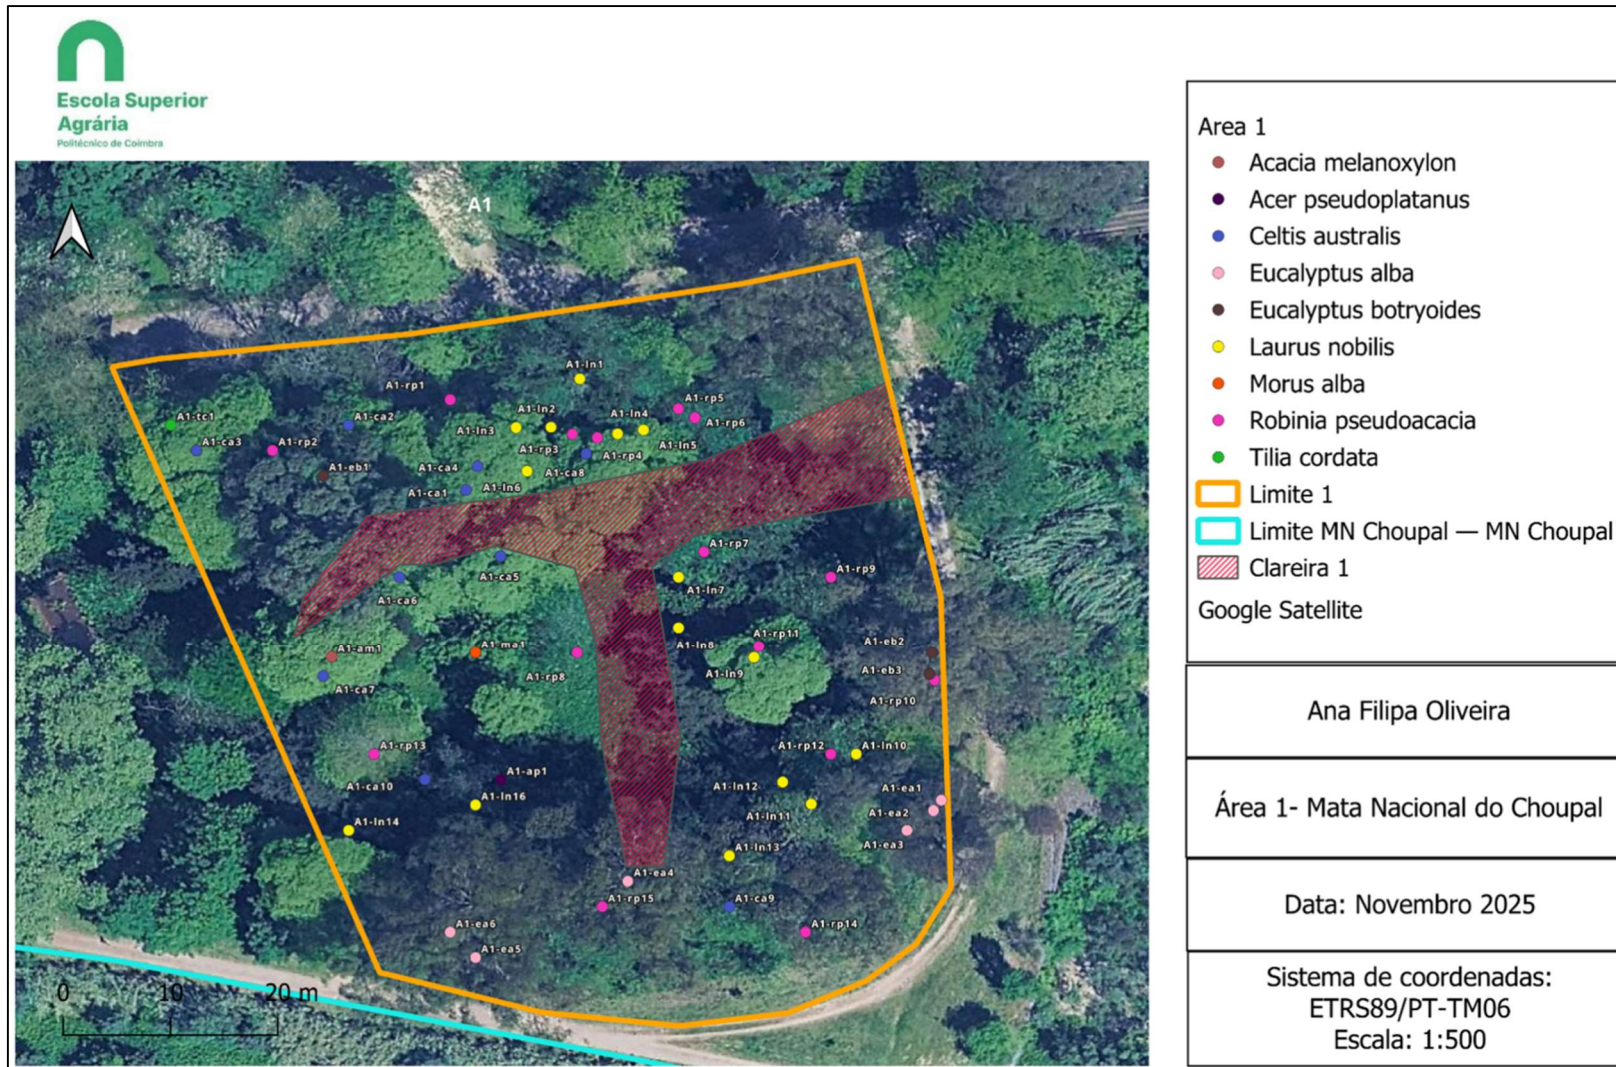 Escola Superior
Agrária
Politécnico de Coimbra
A1
A1-ln1
A1-rp1
A1-rp5
A1-tc1
A1-ca2
A1-ln2
A1-ln4
A1-rp6
A1-ca3
A1-rp2
A1-ln3
A1-rp3
A1-rp4
A1-ln5
A1-eb1
A1-ca4
A1-ca8
A1-ca1
A1-ln6
A1-rp7
A1-ca5
A1-rp9
A1-ca6
A1-ln7
A1-am1
A1-ma1
A1-ln8
A1-rp11
A1-eb2
A1-ca7
A1-rp8
A1-ln9
A1-eb3
A1-rp10
A1-rp13
A1-rp12
A1-ln10
A1-ca10
A1-ap1
A1-ln12
A1-ea1
A1-ln16
A1-ln14
A1-ln11
A1-ea2
A1-ln13
A1-ea3
A1-ea4
A1-rp15
A1-ca9
A1-ea6
A1-rp14
A1-ea5
0 10 20 m
Area 1
Acacia melanoxylon
Acer pseudoplatanus
Celtis australis
Eucalyptus alba
Eucalyptus botryoides
Laurus nobilis
Morus alba
Robinia pseudoacacia
Tilia cordata
Limite 1
Limite MN Choupal — MN Choupal
Clareira 1
Google Satellite
Ana Filipa Oliveira
Área 1- Mata Nacional do Choupal
Data: Novembro 2025
Sistema de coordenadas:
ETRS89/PT-TM06
Escala: 1:500